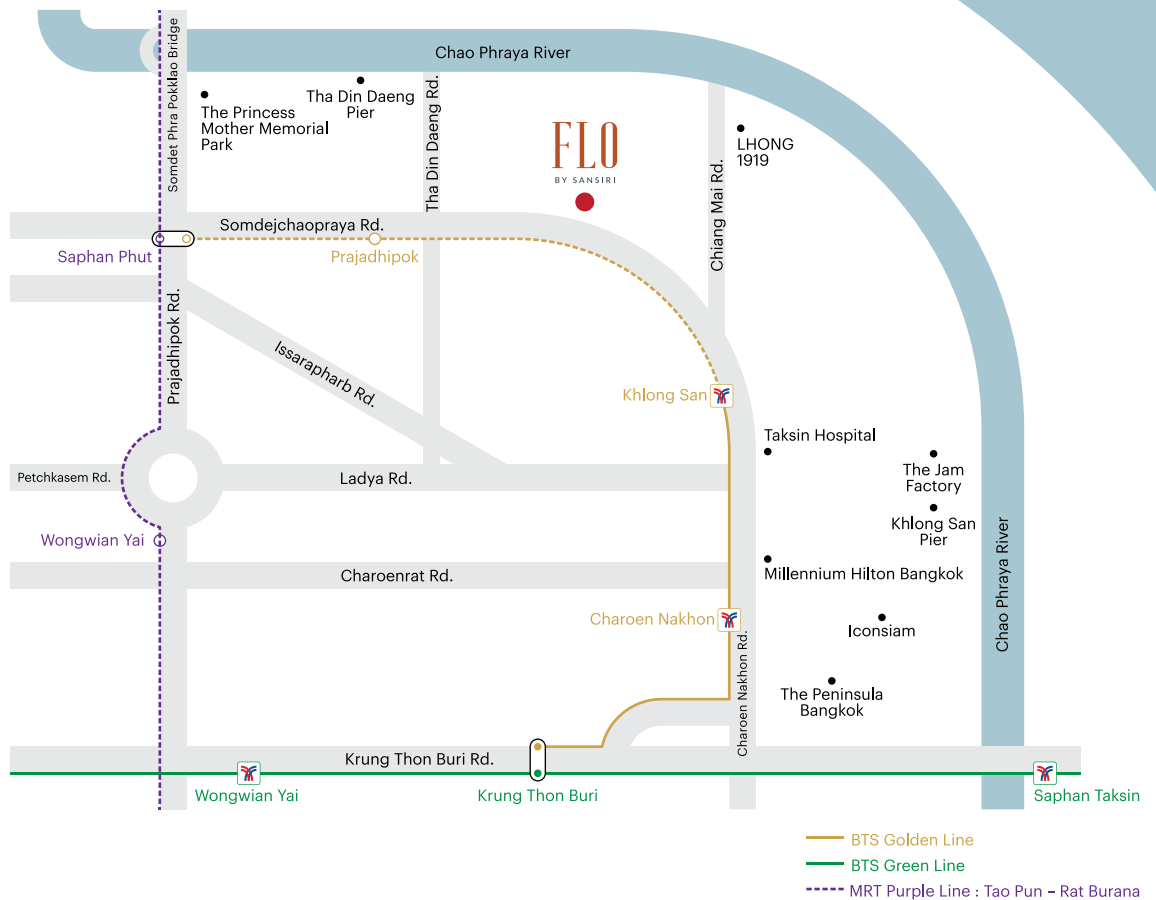 Chao Phraya River
Somdet Phra Pokklao Bridge
The Princess
Mother Memorial
Park
Tha Din Daeng
Pier
Tha Din Daeng Rd.
FLO
BY SANSIRI
Chiang Mai Rd.
LHONG
1919
Somdejchaopraya Rd.
Saphan Phut
Prajadhipok
Prajadhipok Rd.
Issarapharb Rd.
Khlong San
Taksin Hospital
The Jam
Factory
Petchkasem Rd.
Ladya Rd.
Khlong San
Pier
Wongwian Yai
Charoenrat Rd.
Millennium Hilton Bangkok
Chao Phraya River
Charoen Nakhon
Iconsiam
Charoen Nakhon Rd.
The Peninsula
Bangkok
Krung Thon Buri Rd.
Wongwian Yai
Krung Thon Buri
Saphan Taksin
BTS Golden Line
BTS Green Line
MRT Purple Line : Tao Pun – Rat Burana